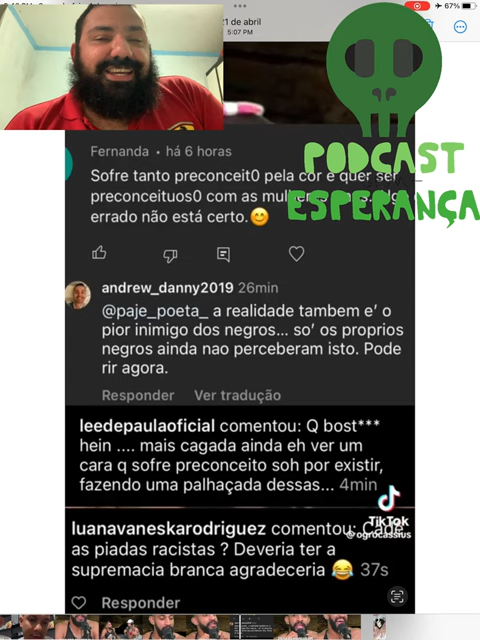 67%
21 de abril
5:07 PM
PODCAST
ESPERANÇA
Fernanda • há 6 horas
Sofre tanto preconceit0 pela cor e quer ser
preconceituos0 com as
errado não está certo.😊
andrew_danny2019 26min
@paje_poeta_ a realidade tambem e’ o
pior inimigo dos negros... so’ os proprios
negros ainda nao perceberam isto. Pode
rir agora.
Responder Ver tradução
leedepaulaoficial comentou: Q bost***
hein .... mais cagada ainda eh ver um
cara q sofre preconceito soh por existir,
fazendo uma palhaçada dessas... 4min
luanavaneskarodriguez comentou: Cadê
TikTok
@ogrocassius
as piadas racistas ? Deveria ter a
supremacia branca agradeceria 😂 37s
Responder